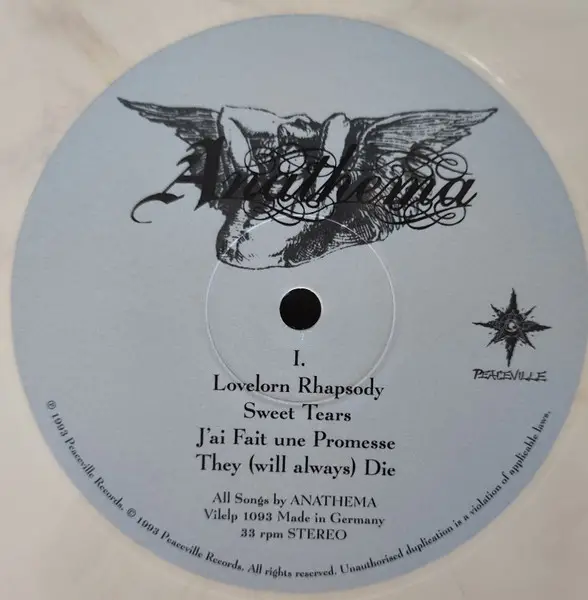 Anathema
PEACEVILLE
I.
Lovelorn Rhapsody
Sweet Tears
J'ai Fait une Promesse
They (will always) Die
All Songs by ANATHEMA
Vilelp 1093 Made in Germany
33 rpm STEREO
℗ 1993 Peaceville Records. © 1993 Peaceville Records. All rights reserved. Unauthorised duplication is a violation of applicable laws.